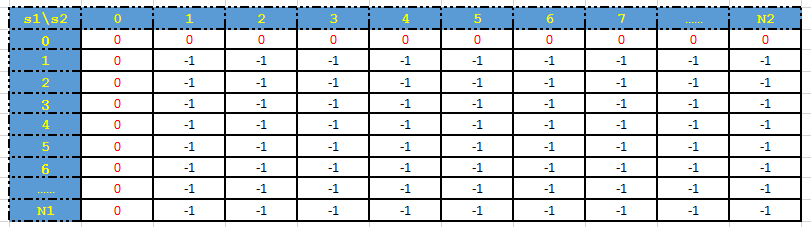 s1\s2 0 1 2 3 4 5 6 7 …… N2
0 0 0 0 0 0 0 0 0 0 0
1 0 -1 -1 -1 -1 -1 -1 -1 -1 -1
2 0 -1 -1 -1 -1 -1 -1 -1 -1 -1
3 0 -1 -1 -1 -1 -1 -1 -1 -1 -1
4 0 -1 -1 -1 -1 -1 -1 -1 -1 -1
5 0 -1 -1 -1 -1 -1 -1 -1 -1 -1
6 0 -1 -1 -1 -1 -1 -1 -1 -1 -1
…… 0 -1 -1 -1 -1 -1 -1 -1 -1 -1
N1 0 -1 -1 -1 -1 -1 -1 -1 -1 -1